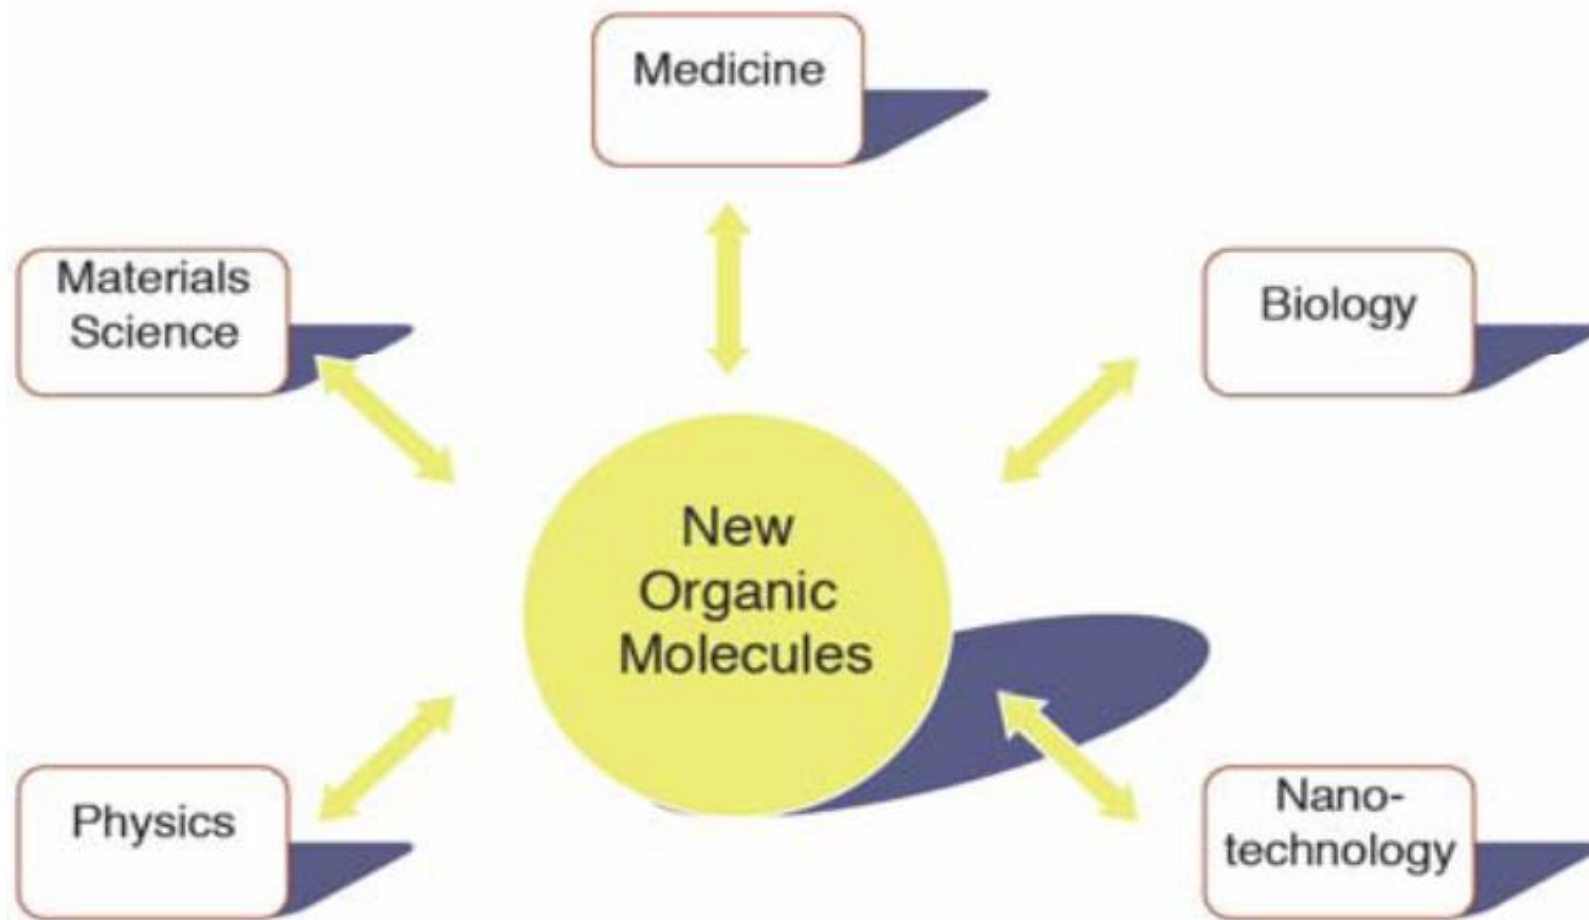 Medicine
Materials
Science
Biology
New
Organic
Molecules
Physics
Nano-
technology